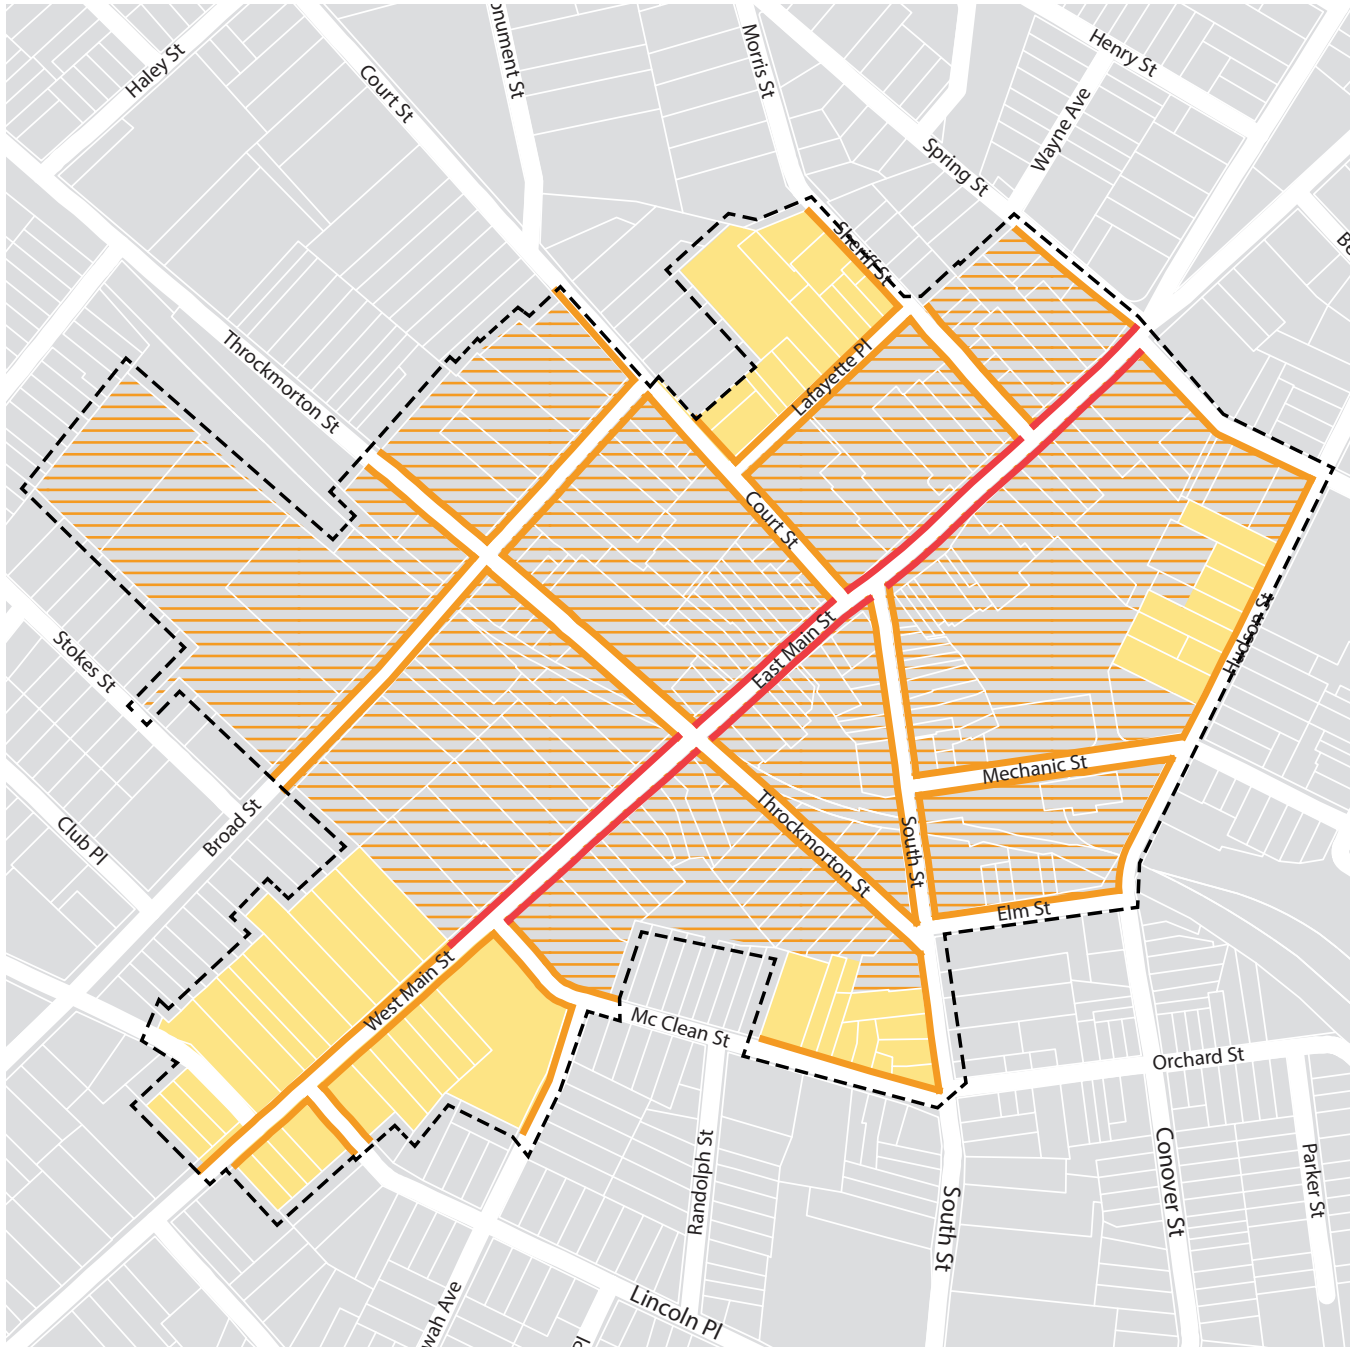 Haley St
Court St
onument St
Morris St
Henry St
Wayne Ave
Spring St
Sheriff St
Throckmorton St
Lafayette Pl
Court St
Stokes St
East Main St
Hudson St
Mechanic St
Club Pl
Broad St
Throckmorton St
South St
Elm St
West Main St
Mc Clean St
Orchard St
Randolph St
Conover St
Parker St
South St
Lincoln Pl
wah Ave
Pl